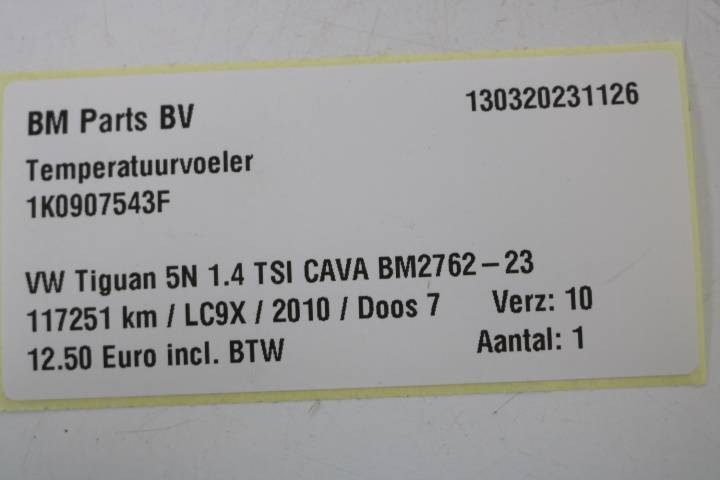 BM Parts BV 130320231126
Temperatuurvoeler
1K0907543F
VW Tiguan 5N 1.4 TSI CAVA BM2762-23
117251 km / LC9X / 2010 / Doos 7 Verz: 10
12.50 Euro incl. BTW Aantal: 1